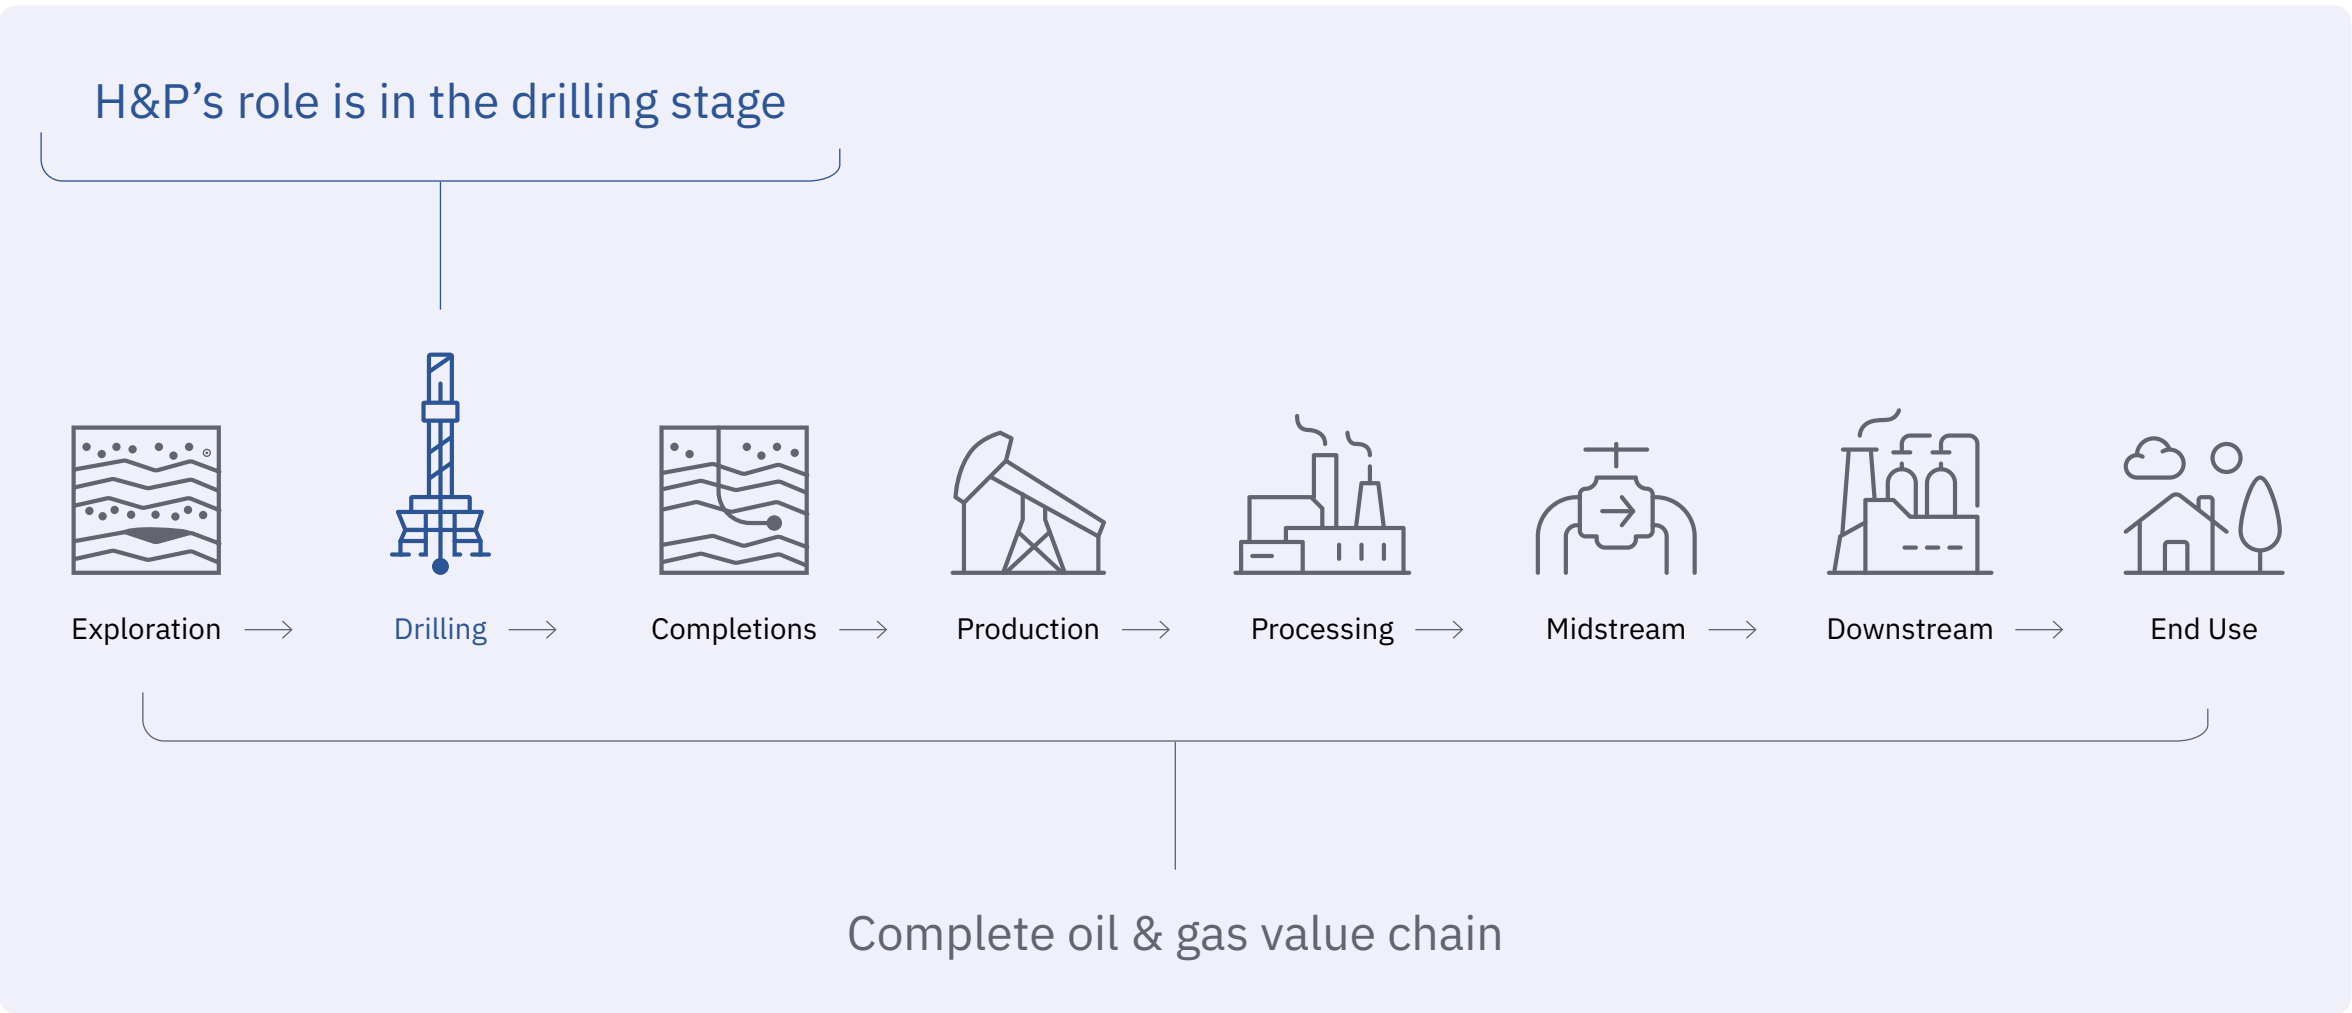 H&P’s role is in the drilling stage
Exploration
Drilling
Completions
Production
Processing
Midstream
Downstream
End Use
Complete oil & gas value chain